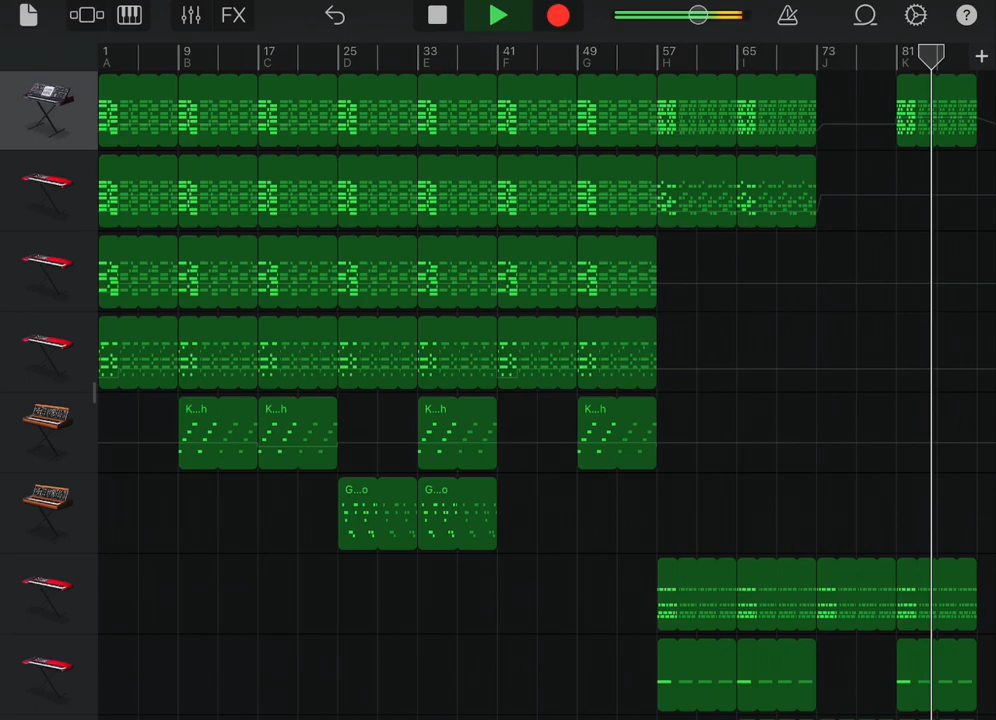 FX
?
1 9 17 25 33 41 49 57 65 73 81
A B C D E F G H I J K
K...h K...h K...h K...h
G...o G...o